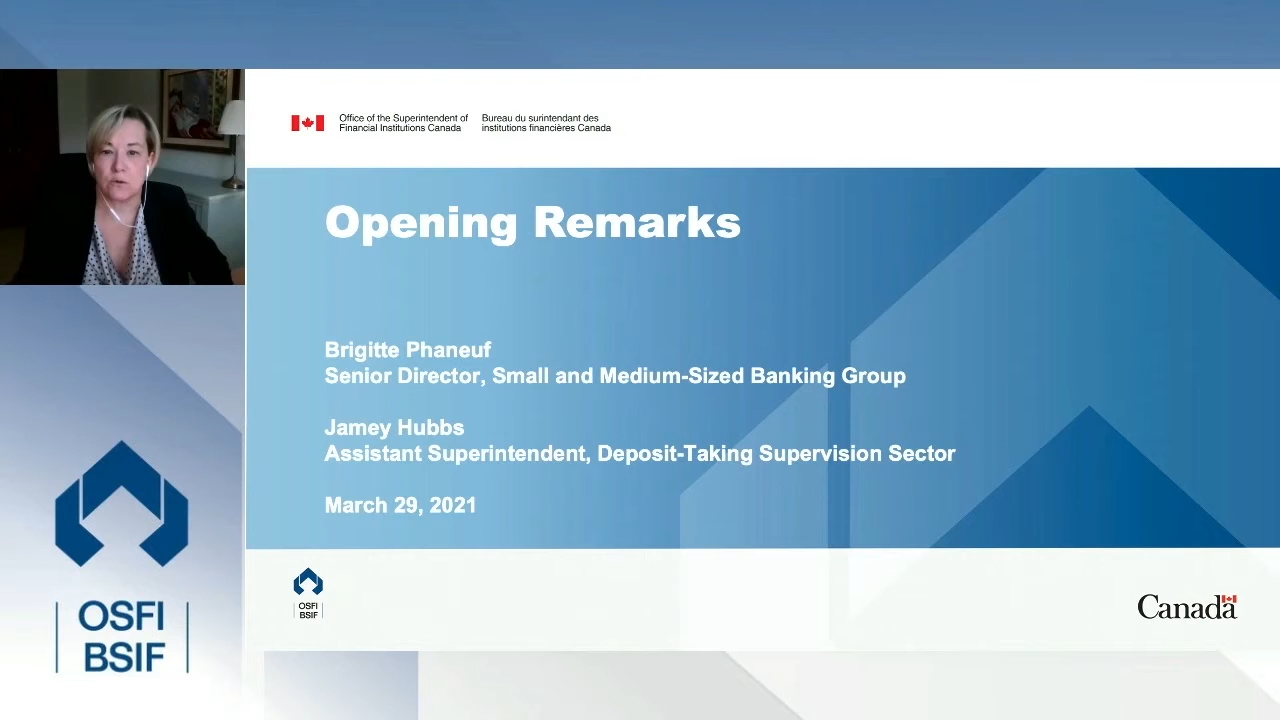 Office of the Superintendent of
Financial Institutions Canada
Bureau du surintendant des
institutions financières Canada
Opening Remarks
Brigitte Phaneuf
Senior Director, Small and Medium-Sized Banking Group
Jamey Hubbs
Assistant Superintendent, Deposit-Taking Supervision Sector
March 29, 2021
OSFI
BSIF
OSFI
BSIF
Canada